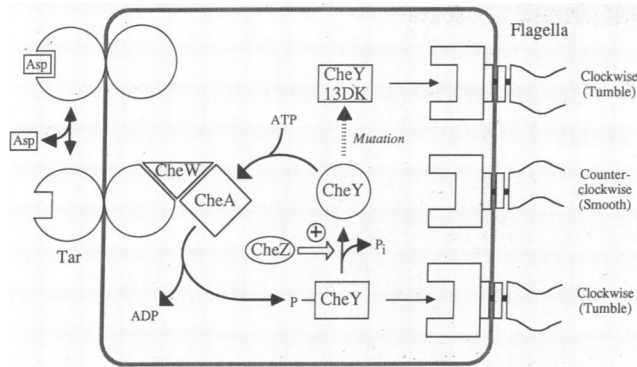 Flagella
Asp
CheY
13DK
Clockwise
(Tumble)
ATP
Mutation
Asp
CheW
CheA
CheY
Counter-
clockwise
(Smooth)
Tar
CheZ
+
Pi
ADP
P
CheY
Clockwise
(Tumble)